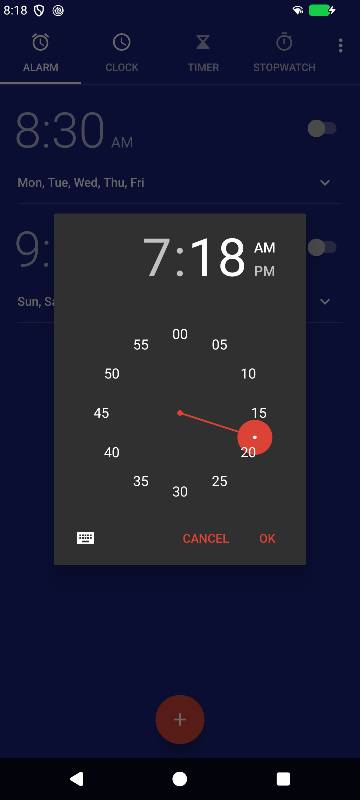 8:18
ALARM CLOCK TIMER STOPWATCH
8:30 AM
Mon, Tue, Wed, Thu, Fri
7:18 AM
PM
9:
Sun, Sa
00
55 05
50 10
45 15
40 20
35 25
30
CANCEL OK